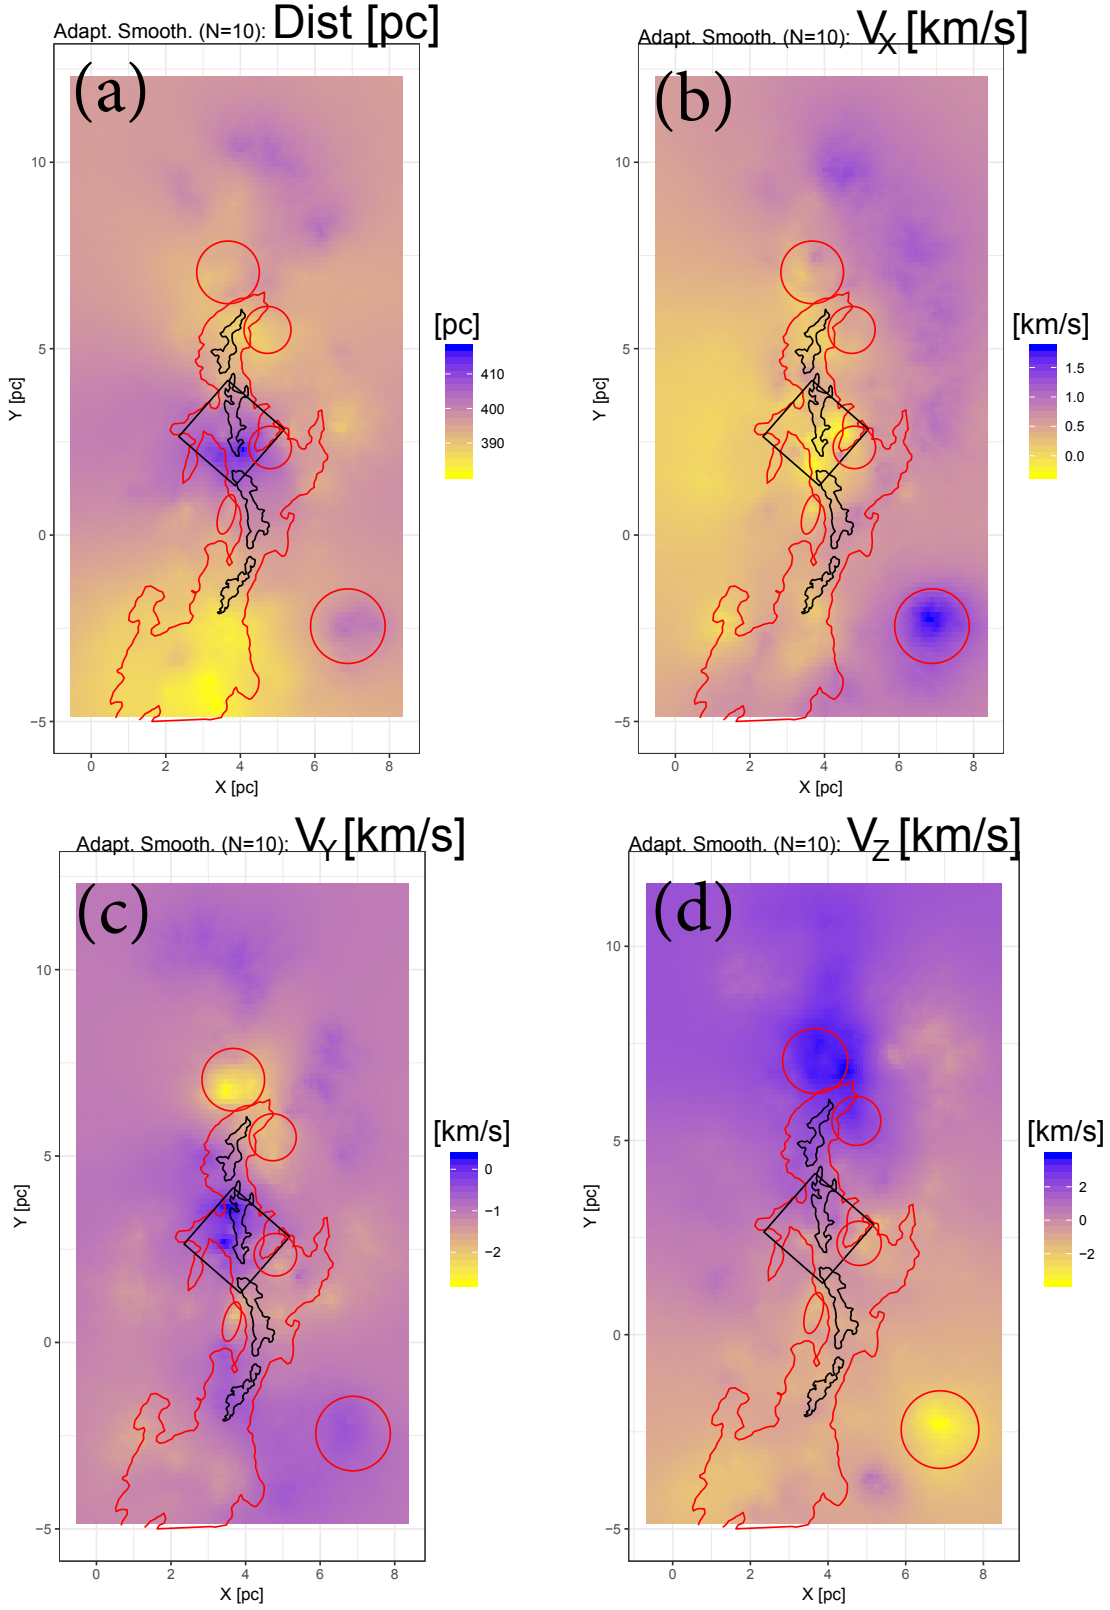 Adapt. Smooth. (N=10): Dist [pc]
(a)
10
5
0
−5
Y [pc]
0 2 4 6 8
X [pc]
[pc]
410
400
390
Adapt. Smooth. (N=10): V_X [km/s]
(b)
10
5
0
−5
Y [pc]
0 2 4 6 8
X [pc]
[km/s]
1.5
1.0
0.5
0.0
Adapt. Smooth. (N=10): V_Y [km/s]
(c)
10
5
0
−5
Y [pc]
0 2 4 6 8
X [pc]
[km/s]
0
−1
−2
Adapt. Smooth. (N=10): V_Z [km/s]
(d)
10
5
0
−5
Y [pc]
0 2 4 6 8
X [pc]
[km/s]
2
0
−2